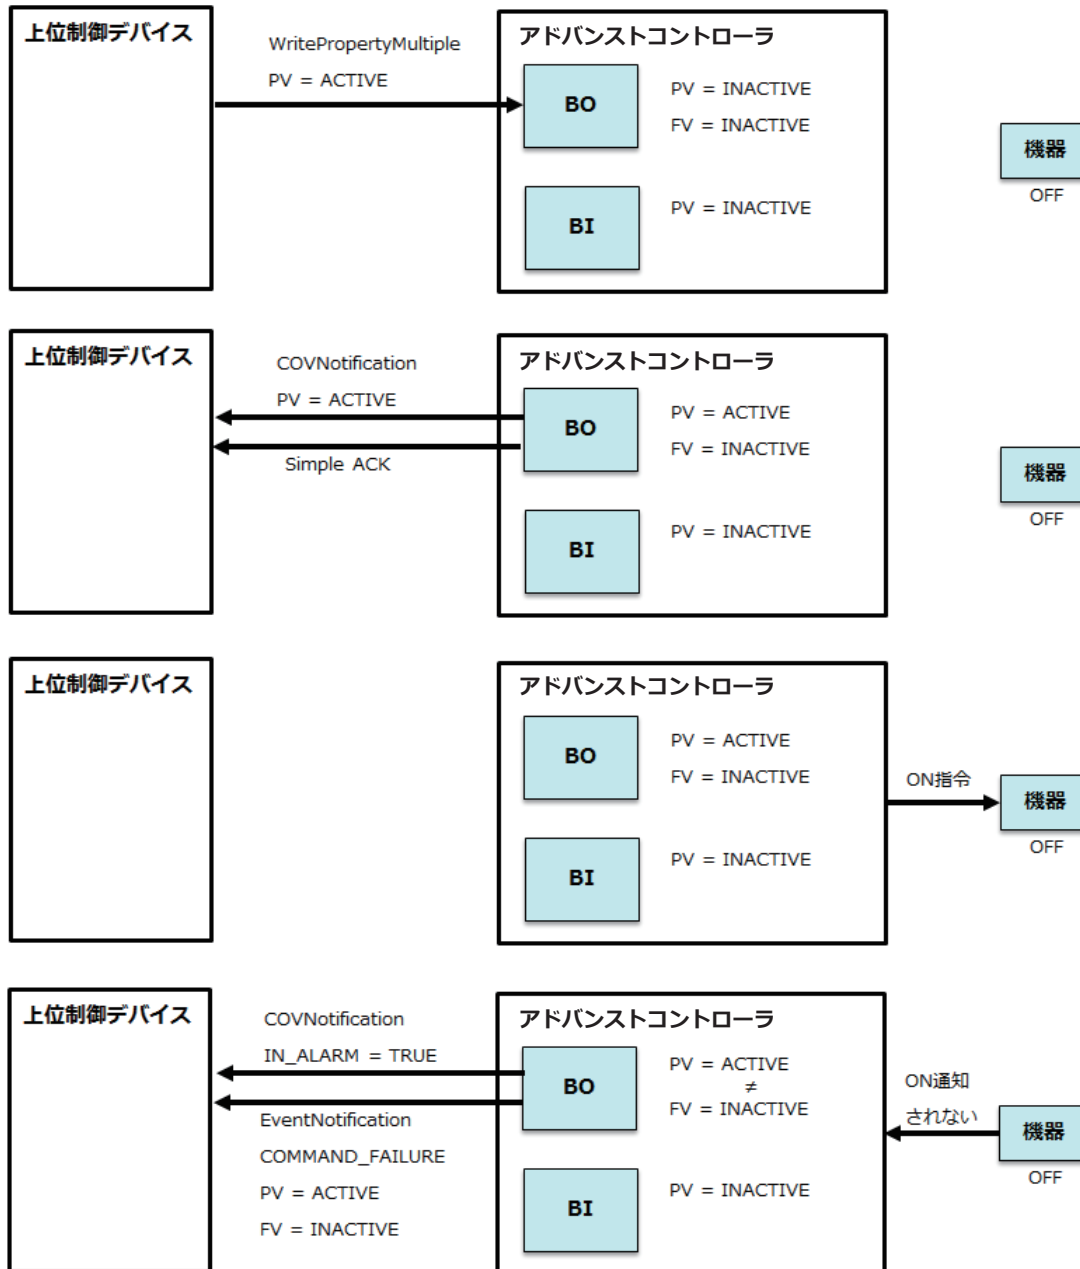 上位制御デバイス
WritePropertyMultiple
PV = ACTIVE
アドバンストコントローラ
BO
PV = INACTIVE
FV = INACTIVE
BI
PV = INACTIVE
機器
OFF
上位制御デバイス
COVNotification
PV = ACTIVE
Simple ACK
アドバンストコントローラ
BO
PV = ACTIVE
FV = INACTIVE
BI
PV = INACTIVE
機器
OFF
上位制御デバイス
アドバンストコントローラ
BO
PV = ACTIVE
FV = INACTIVE
BI
PV = INACTIVE
ON指令
機器
OFF
上位制御デバイス
COVNotification
IN_ALARM = TRUE
EventNotification
COMMAND_FAILURE
PV = ACTIVE
FV = INACTIVE
アドバンストコントローラ
BO
PV = ACTIVE
≠
FV = INACTIVE
BI
PV = INACTIVE
ON通知
されない
機器
OFF